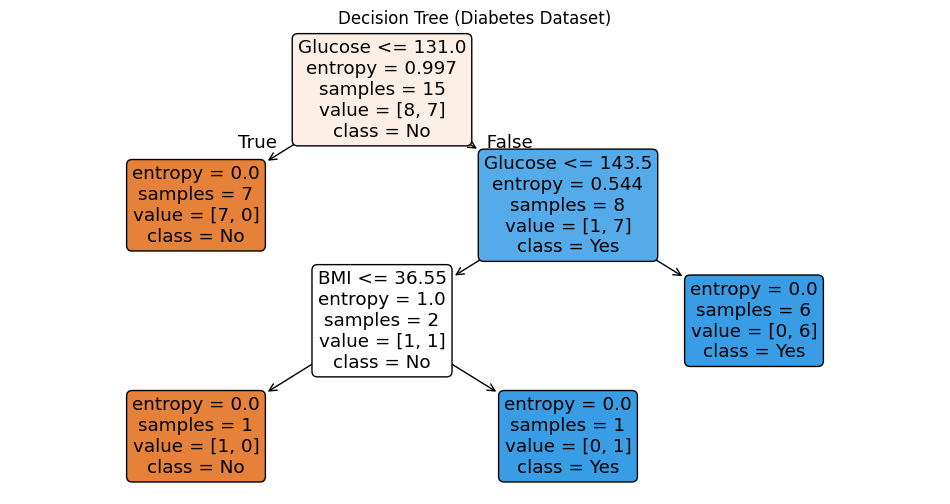 Decision Tree (Diabetes Dataset)
Glucose <= 131.0
entropy = 0.997
samples = 15
value = [8, 7]
class = No
True
False
entropy = 0.0
samples = 7
value = [7, 0]
class = No
Glucose <= 143.5
entropy = 0.544
samples = 8
value = [1, 7]
class = Yes
BMI <= 36.55
entropy = 1.0
samples = 2
value = [1, 1]
class = No
entropy = 0.0
samples = 6
value = [0, 6]
class = Yes
entropy = 0.0
samples = 1
value = [1, 0]
class = No
entropy = 0.0
samples = 1
value = [0, 1]
class = Yes